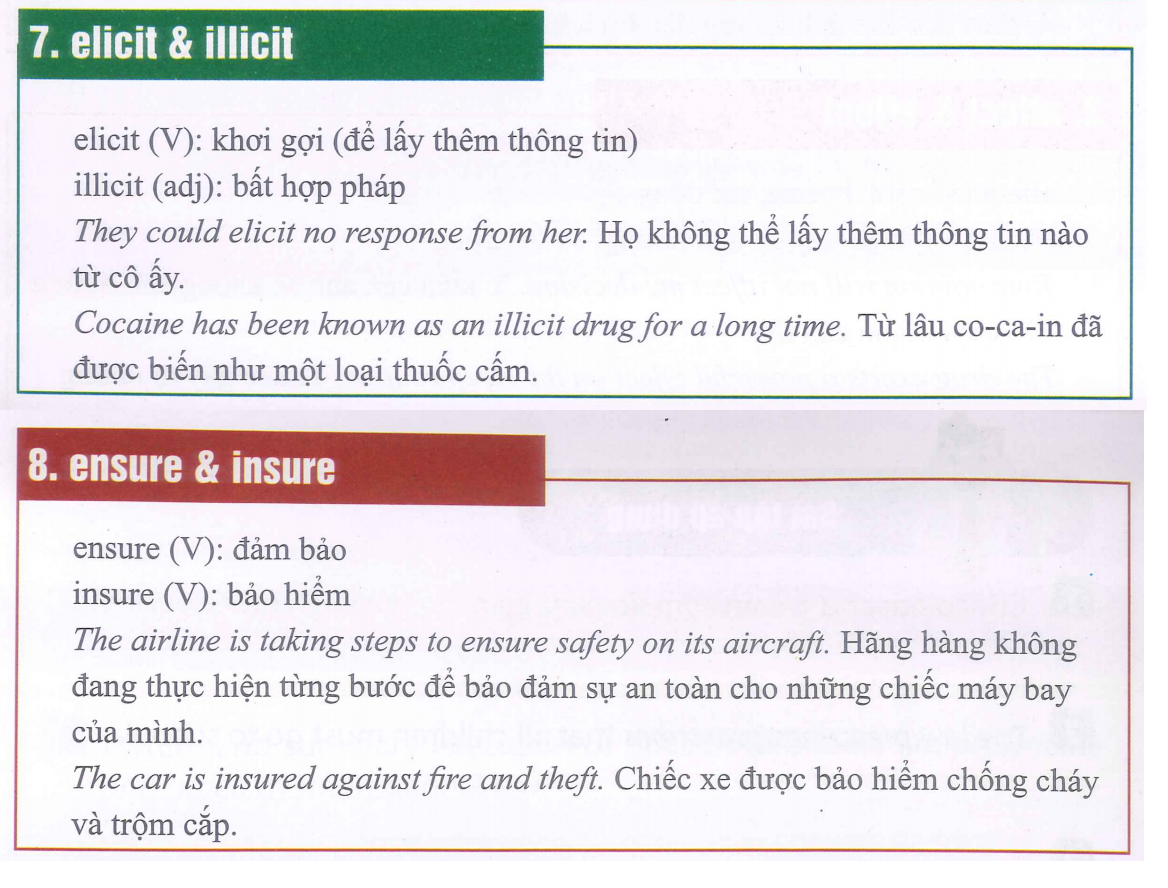 7. elicit & illicit
elicit (V): khơi gợi (để lấy thêm thông tin)
illicit (adj): bất hợp pháp
They could elicit no response from her. Họ không thể lấy thêm thông tin nào
từ cô ấy.
Cocaine has been known as an illicit drug for a long time. Từ lâu co-ca-in đã
được biến như một loại thuốc cấm.
8. ensure & insure
ensure (V): đảm bảo
insure (V): bảo hiểm
The airline is taking steps to ensure safety on its aircraft. Hãng hàng không
đang thực hiện từng bước để bảo đảm sự an toàn cho những chiếc máy bay
của mình.
The car is insured against fire and theft. Chiếc xe được bảo hiểm chống cháy
và trộm cắp.